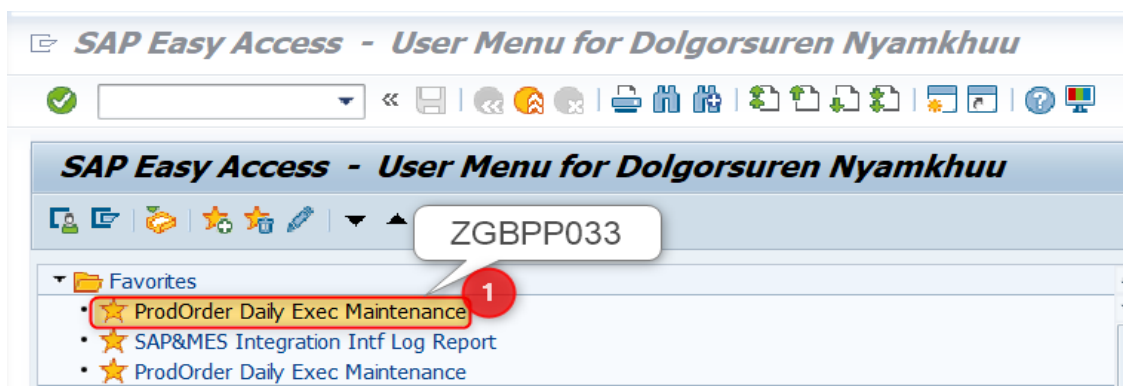 SAP Easy Access - User Menu for Dolgorsuren Nyamkhuu
SAP Easy Access - User Menu for Dolgorsuren Nyamkhuu
ZGBPP033
Favorites
1
ProdOrder Daily Exec Maintenance
SAP&MES Integration Intf Log Report
ProdOrder Daily Exec Maintenance